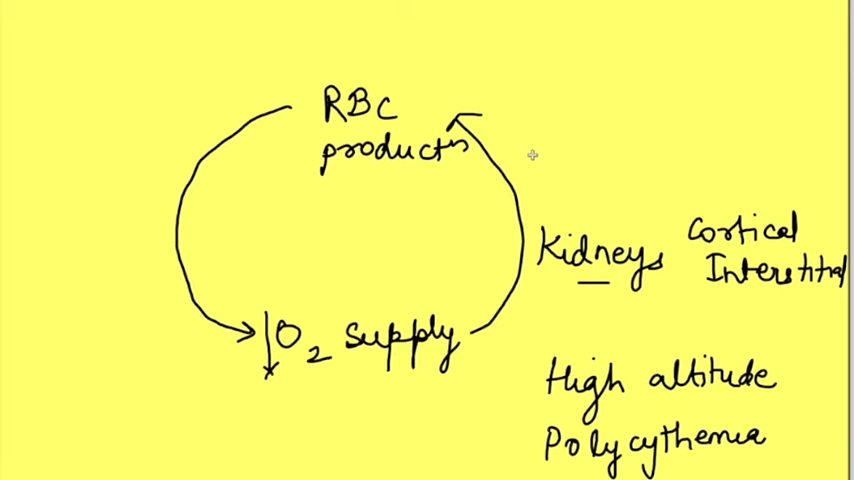 RBC
productn
Kidneys Cortical
Interstitial
↓O2 supply
High altitude
Polycythemia